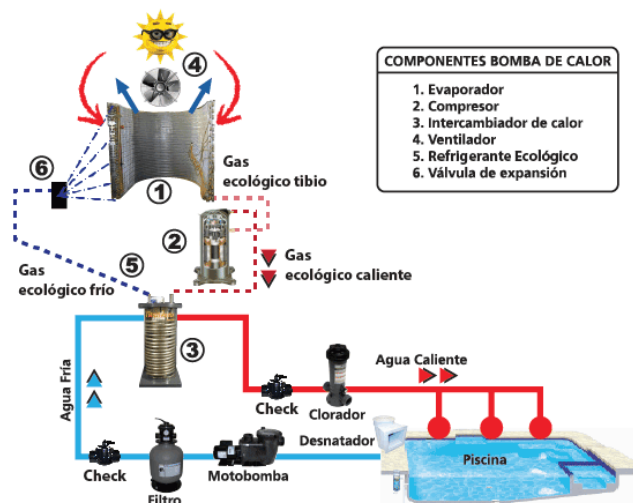 4
COMPONENTES BOMBA DE CALOR
1. Evaporador
2. Compresor
3. Intercambiador de calor
4. Ventilador
5. Refrigerante Ecológico
6. Válvula de expansión
6
1
Gas
ecológico tibio
2
Gas
ecológico caliente
5
Gas
ecológico frío
3
Agua Fría
Agua Caliente
Check
Clorador
Desnatador
Piscina
Check
Filtro
Motobomba